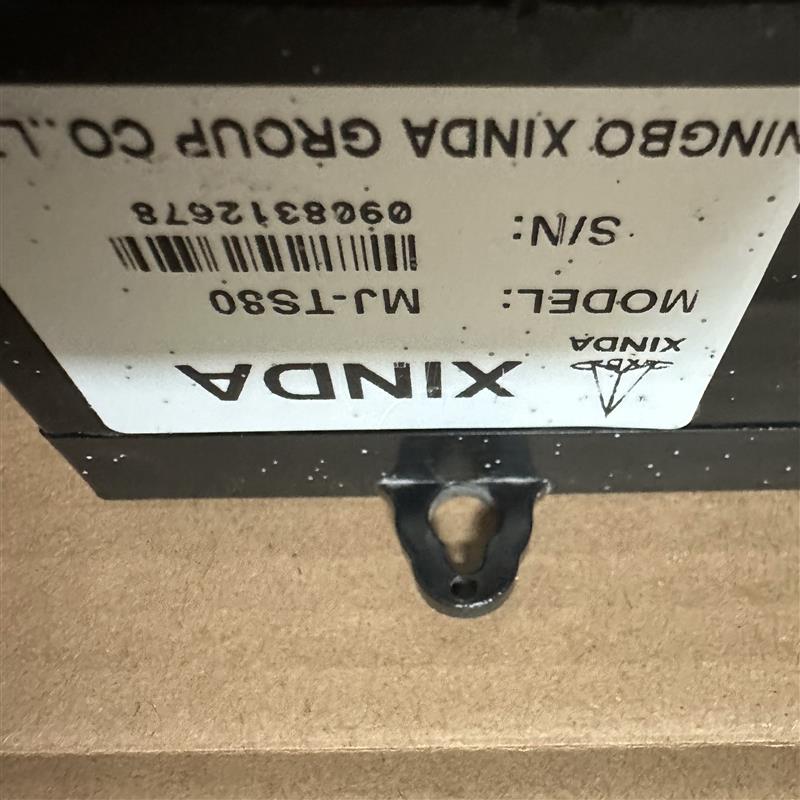 XINDA
XINDA
MODEL: MJ-TS80
S/N: 0908312678
NINGBO XINDA GROUP CO.,L